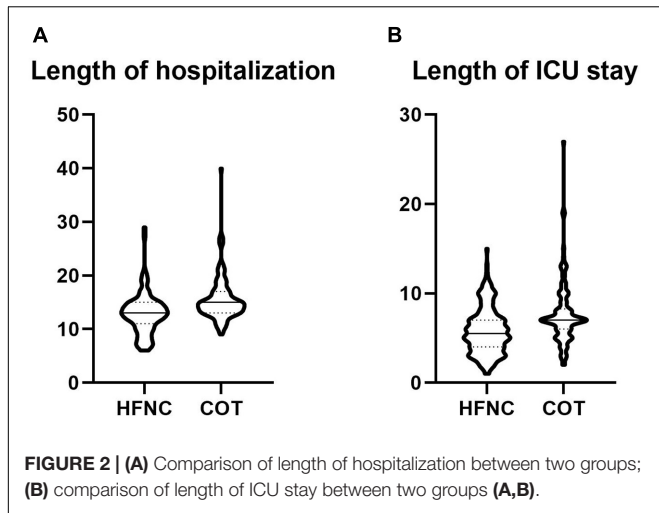 A
Length of hospitalization
50
40
30
20
10
0
HFNC COT
B
Length of ICU stay
30
20
10
0
HFNC COT
FIGURE 2 | (A) Comparison of length of hospitalization between two groups;
(B) comparison of length of ICU stay between two groups (A,B).